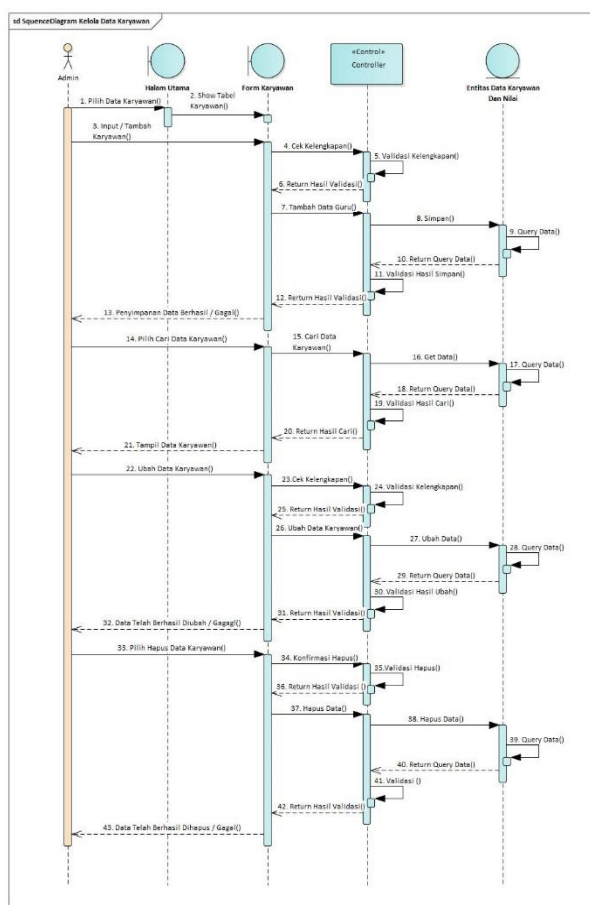 sd SquenceDiagram Kelola Data Karyawan
Admin
Halam Utama
Form Karyawan
«Control»
Controller
Entitas Data Karyawan
Dan Nilai
1. Pilih Data Karyawan()
2. Show Tabel
Karyawan()
3. Input / Tambah
Karyawan()
4. Cek Kelengkapan()
5. Validasi Kelengkapan()
6. Return Hasil Validasi()
7. Tambah Data Guru()
8. Simpan()
9. Query Data()
10. Return Query Data()
11. Validasi Hasil Simpan()
12. Rerturn Hasil Validasi()
13. Penyimpanan Data Berhasil / Gagal()
14. Pilih Cari Data Karyawan()
15. Cari Data
Karyawan()
16. Get Data()
17. Query Data()
18. Return Query Data()
19. Validasi Hasil Cari()
20. Return Hasil Cari()
21. Tampil Data Karyawan()
22. Ubah Data Karyawan()
23.Cek Kelengkapan()
24. Validasi Kelengkapan()
25. Return Hasil Validasi()
26. Ubah Data Karyawan()
27. Ubah Data()
28. Query Data()
29. Return Query Data()
30. Validasi Hasil Ubah()
31. Return Hasil Validasi()
32. Data Telah Berhasil Diubah / Gagagl()
33. Pilih Hapus Data Karyawan()
34. Konfirmasi Hapus()
35.Validasi Hapus()
36. Return Hasil Validasi ()
37. Hapus Data()
38. Hapus Data()
39. Query Data()
40. Return Query Data()
41. Validasi ()
42. Return Hasil Validasi()
43. Data Telah Berhasil Dihapus / Gagal()